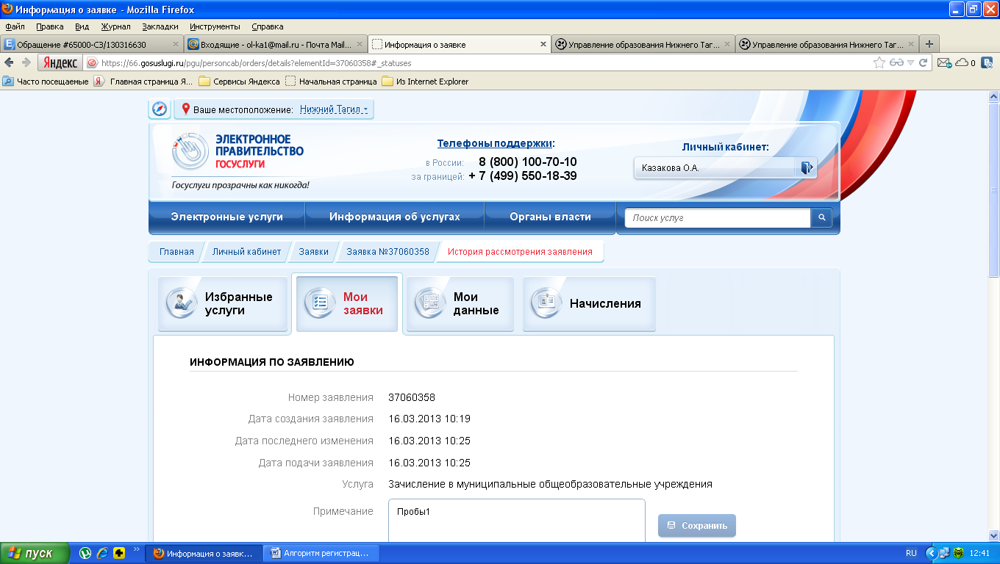 Информация о заявке - Mozilla Firefox
Файл Правка Вид Журнал Закладки Инструменты Справка
Обращение #65000-СЗ/130316630 Входящие - ol-ka1@mail.ru - Почта Mail... Информация о заявке Управление образования Нижнего Таг... Управление образования Нижнего Таг...
Яндекс https://66.gosuslugi.ru/pgu/personcab/orders/details?elementId=37060358#_statuses 0
Часто посещаемые Главная страница Я... Сервисы Яндекса Начальная страница Из Internet Explorer
Ваше местоположение: Нижний Тагил
ЭЛЕКТРОННОЕ
ПРАВИТЕЛЬСТВО
ГОСУСЛУГИ
Госуслуги прозрачны как никогда!
Телефоны поддержки:
в России: 8 (800) 100-70-10
за границей: + 7 (499) 550-18-39
Личный кабинет:
Казакова О.А.
Электронные услуги Информация об услугах Органы власти Поиск услуг
Главная Личный кабинет Заявки Заявка №37060358 История рассмотрения заявления
Избранные услуги Мои заявки Мои данные Начисления
ИНФОРМАЦИЯ ПО ЗАЯВЛЕНИЮ
Номер заявления 37060358
Дата создания заявления 16.03.2013 10:19
Дата последнего изменения 16.03.2013 10:25
Дата подачи заявления 16.03.2013 10:25
Услуга Зачисление в муниципальные общеобразовательные учреждения
Примечание Пробы1
Сохранить
пуск Информация о заявк... Алгоритм регистрац... RU 12:41